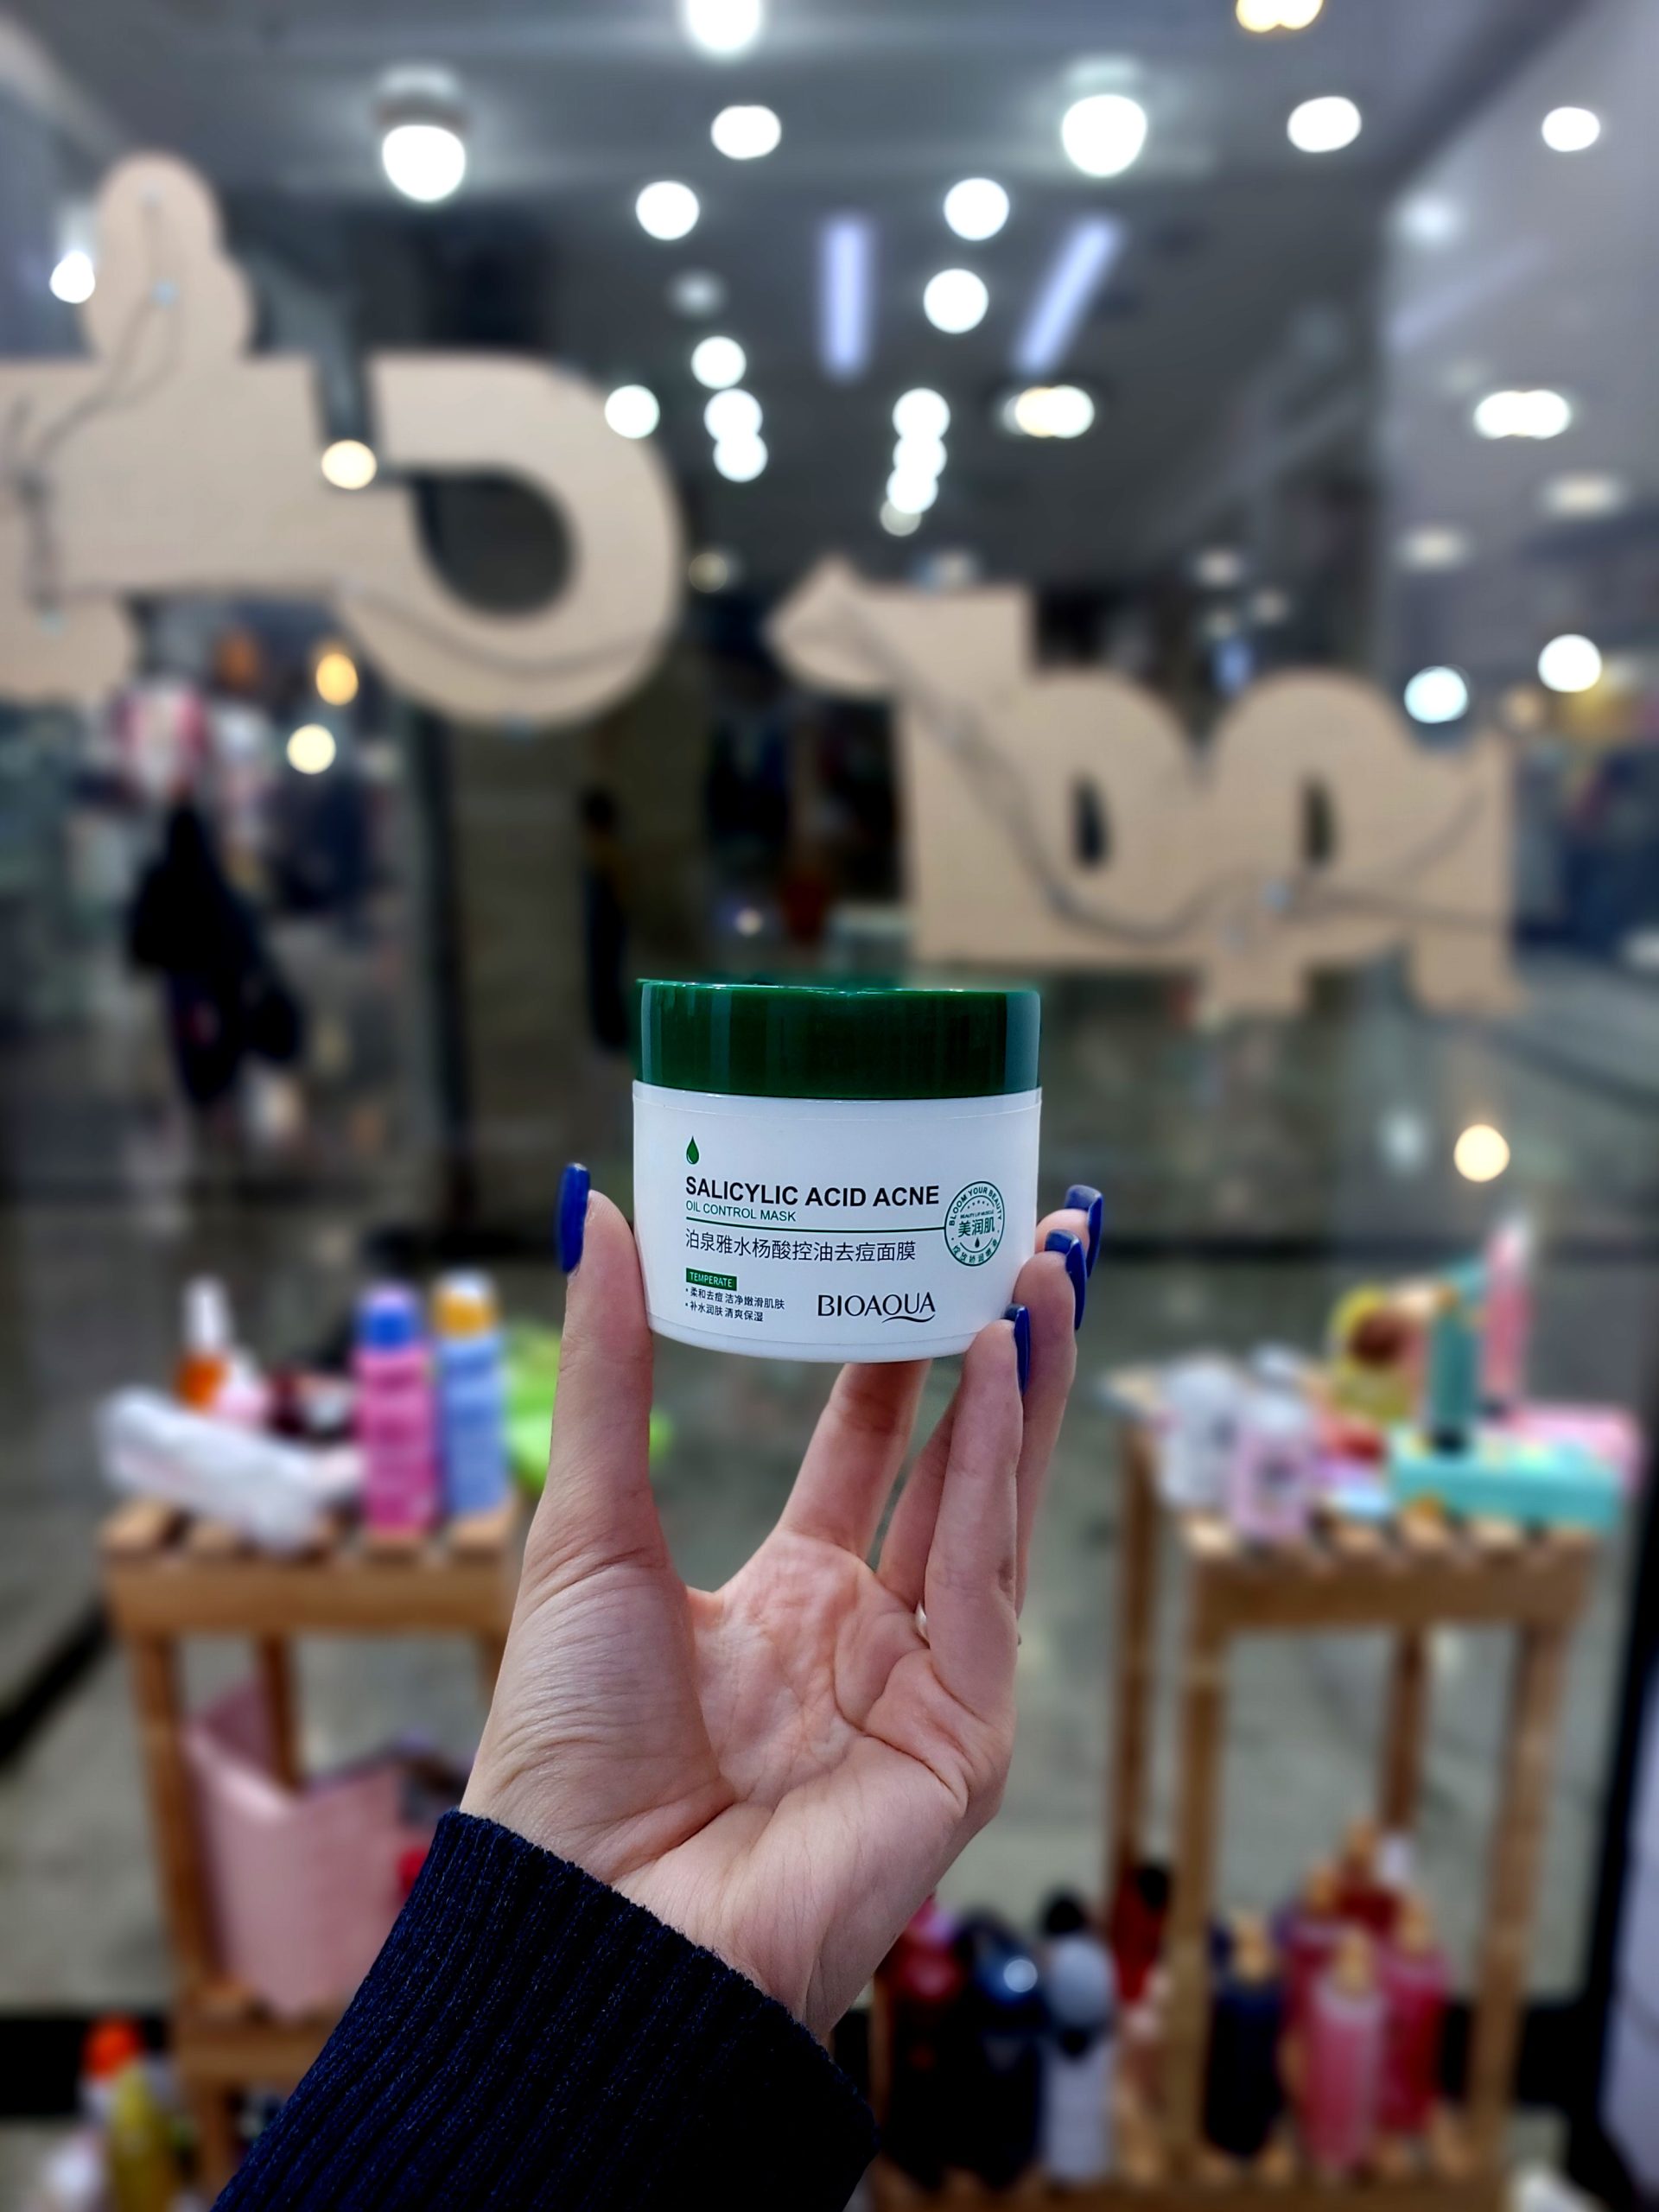 SALICYLIC ACID ACNE
OIL CONTROL MASK
泊泉雅水杨酸控油去痘面膜
BLOOM YOUR BEAUTY
美润肌
TEMPERATE
•柔和去痘 洁净嫩滑肌肤
•补水润肤 清爽保湿
BIOAQUA